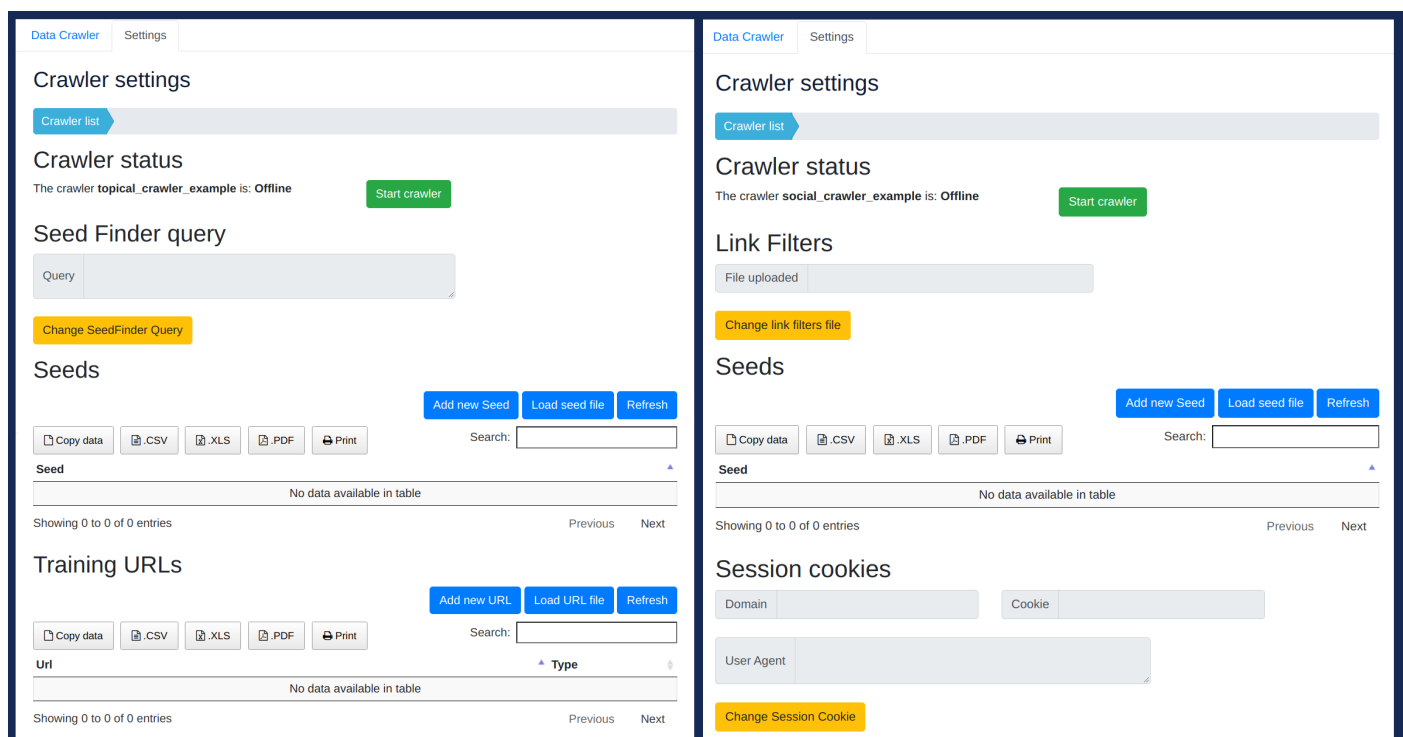 Data Crawler Settings
Crawler settings
Crawler list
Crawler status
The crawler topical_crawler_example is: Offline
Start crawler
Seed Finder query
Query
Change SeedFinder Query
Seeds
Add new Seed Load seed file Refresh
Copy data .CSV .XLS .PDF Print Search:
Seed
No data available in table
Showing 0 to 0 of 0 entries Previous Next
Training URLs
Add new URL Load URL file Refresh
Copy data .CSV .XLS .PDF Print Search:
Url Type
No data available in table
Showing 0 to 0 of 0 entries Previous Next
Data Crawler Settings
Crawler settings
Crawler list
Crawler status
The crawler social_crawler_example is: Offline
Start crawler
Link Filters
File uploaded
Change link filters file
Seeds
Add new Seed Load seed file Refresh
Copy data .CSV .XLS .PDF Print Search:
Seed
No data available in table
Showing 0 to 0 of 0 entries Previous Next
Session cookies
Domain Cookie
User Agent
Change Session Cookie